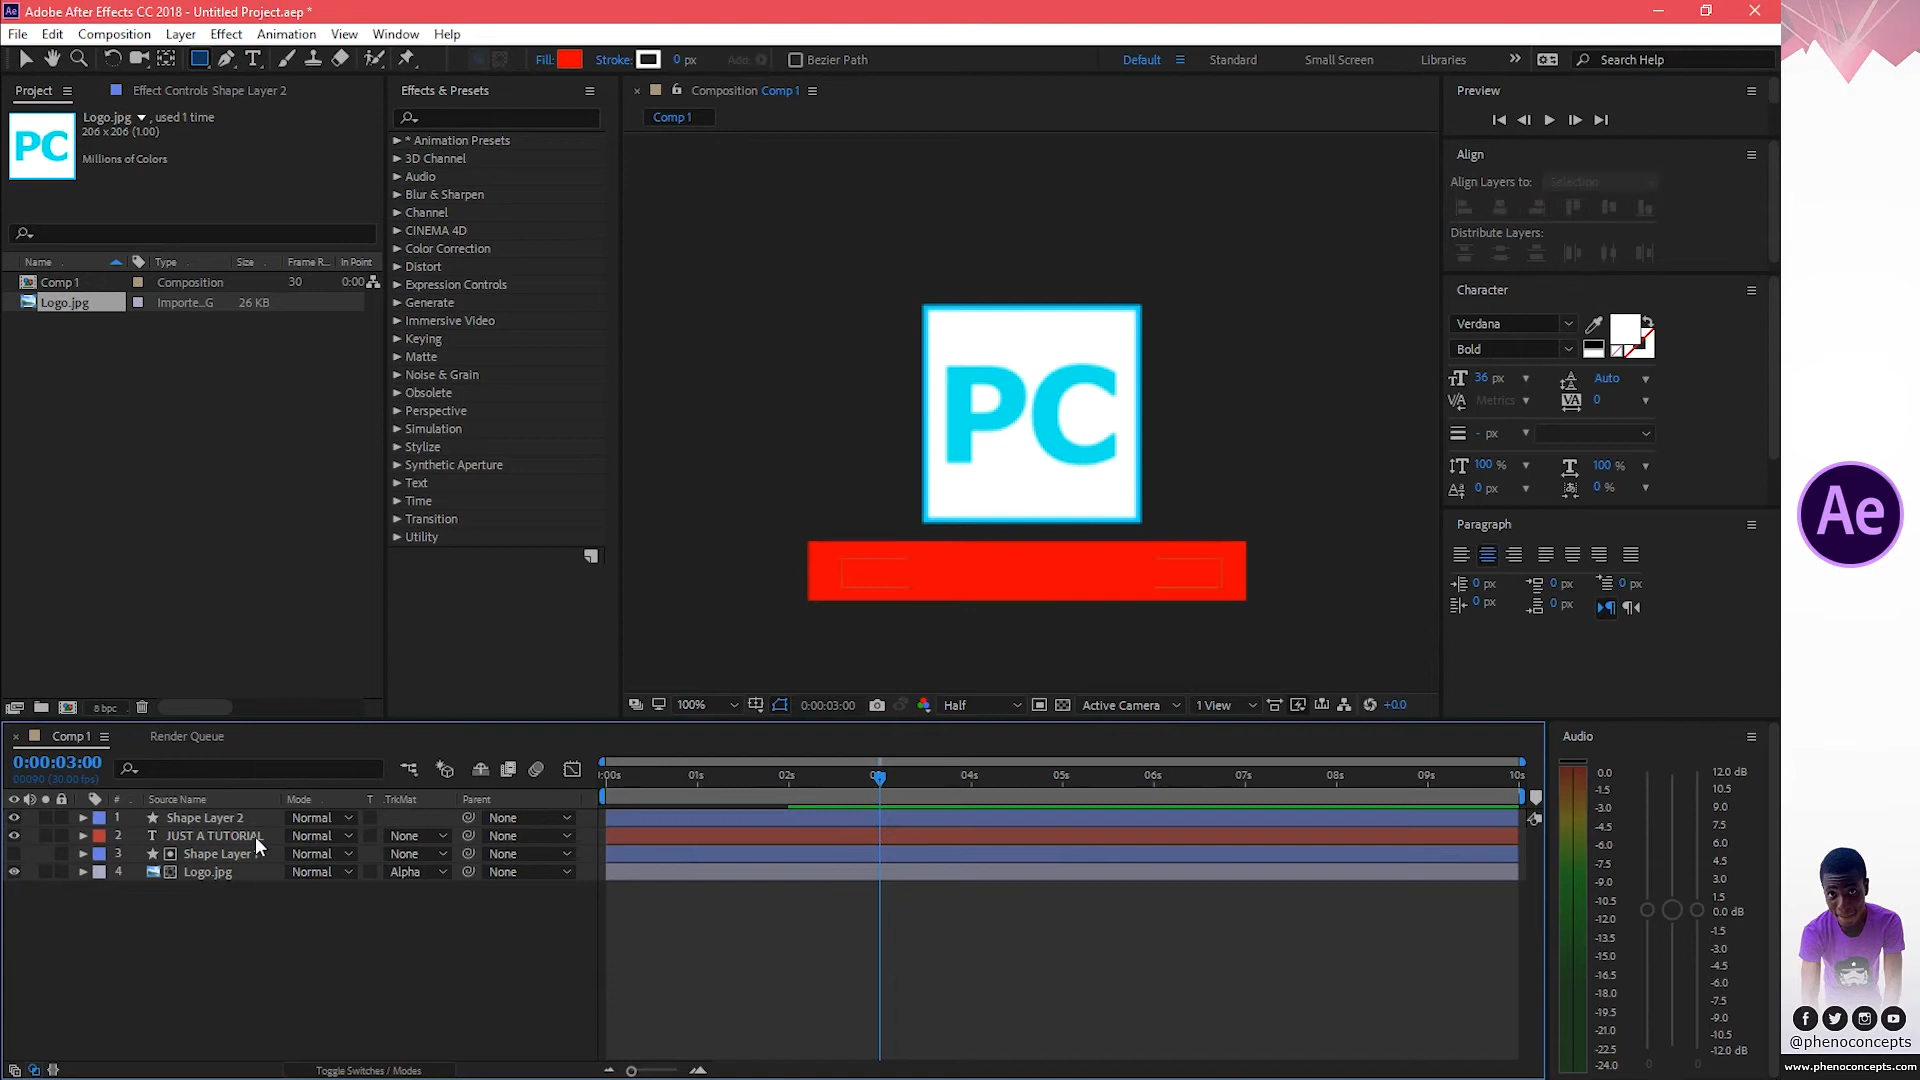 Adobe After Effects CC 2018 - Untitled Project.aep *
File Edit Composition Layer Effect Animation View Window Help
Fill: Stroke: 0 px Add: Bezier Path Default Standard Small Screen Libraries Search Help
Project Effect Controls Shape Layer 2
Logo.jpg , used 1 time
206 x 206 (1.00)
Millions of Colors
PC
Name Type Size Frame R... In Point
Comp 1 Composition 30 0:00
Logo.jpg Importe...G 26 KB
8 bpc
Effects & Presets
* Animation Presets
3D Channel
Audio
Blur & Sharpen
Channel
CINEMA 4D
Color Correction
Distort
Expression Controls
Generate
Immersive Video
Keying
Matte
Noise & Grain
Obsolete
Perspective
Simulation
Stylize
Synthetic Aperture
Text
Time
Transition
Utility
Composition Comp 1
Comp 1
PC
100% 0:00:03:00 Half Active Camera 1 View +0.0
Preview
Align
Align Layers to: Selection
Distribute Layers:
Character
Verdana
Bold
36 px Auto
Metrics 0
- px
100 % 100 %
0 px 0 %
Paragraph
0 px 0 px 0 px
0 px 0 px
Comp 1 Render Queue
0:00:03:00
00090 (30.00 fps)
:00s 01s 02s 04s 05s 06s 07s 08s 09s 10s
# Source Name Mode T .TrkMat Parent
1 Shape Layer 2 Normal None
2 T JUST A TUTORIAL Normal None None
3 Shape Layer Normal None None
4 Logo.jpg Normal Alpha None
Toggle Switches / Modes
Audio
0.0
-1.5
-3.0
-4.5
-6.0
-7.5
-9.0
-10.5
-12.0
-13.5
-15.0
-16.5
-18.0
-19.5
-21.0
-22.5
-24.0
12.0 dB
10.5
9.0
7.5
6.0
4.5
3.0
1.5
0.0 dB
-1.5
-3.0
-4.5
-6.0
-7.5
-9.0
-10.5
-12.0 dB
0 0
Ae
@phenoconcepts
www.phenoconcepts.com